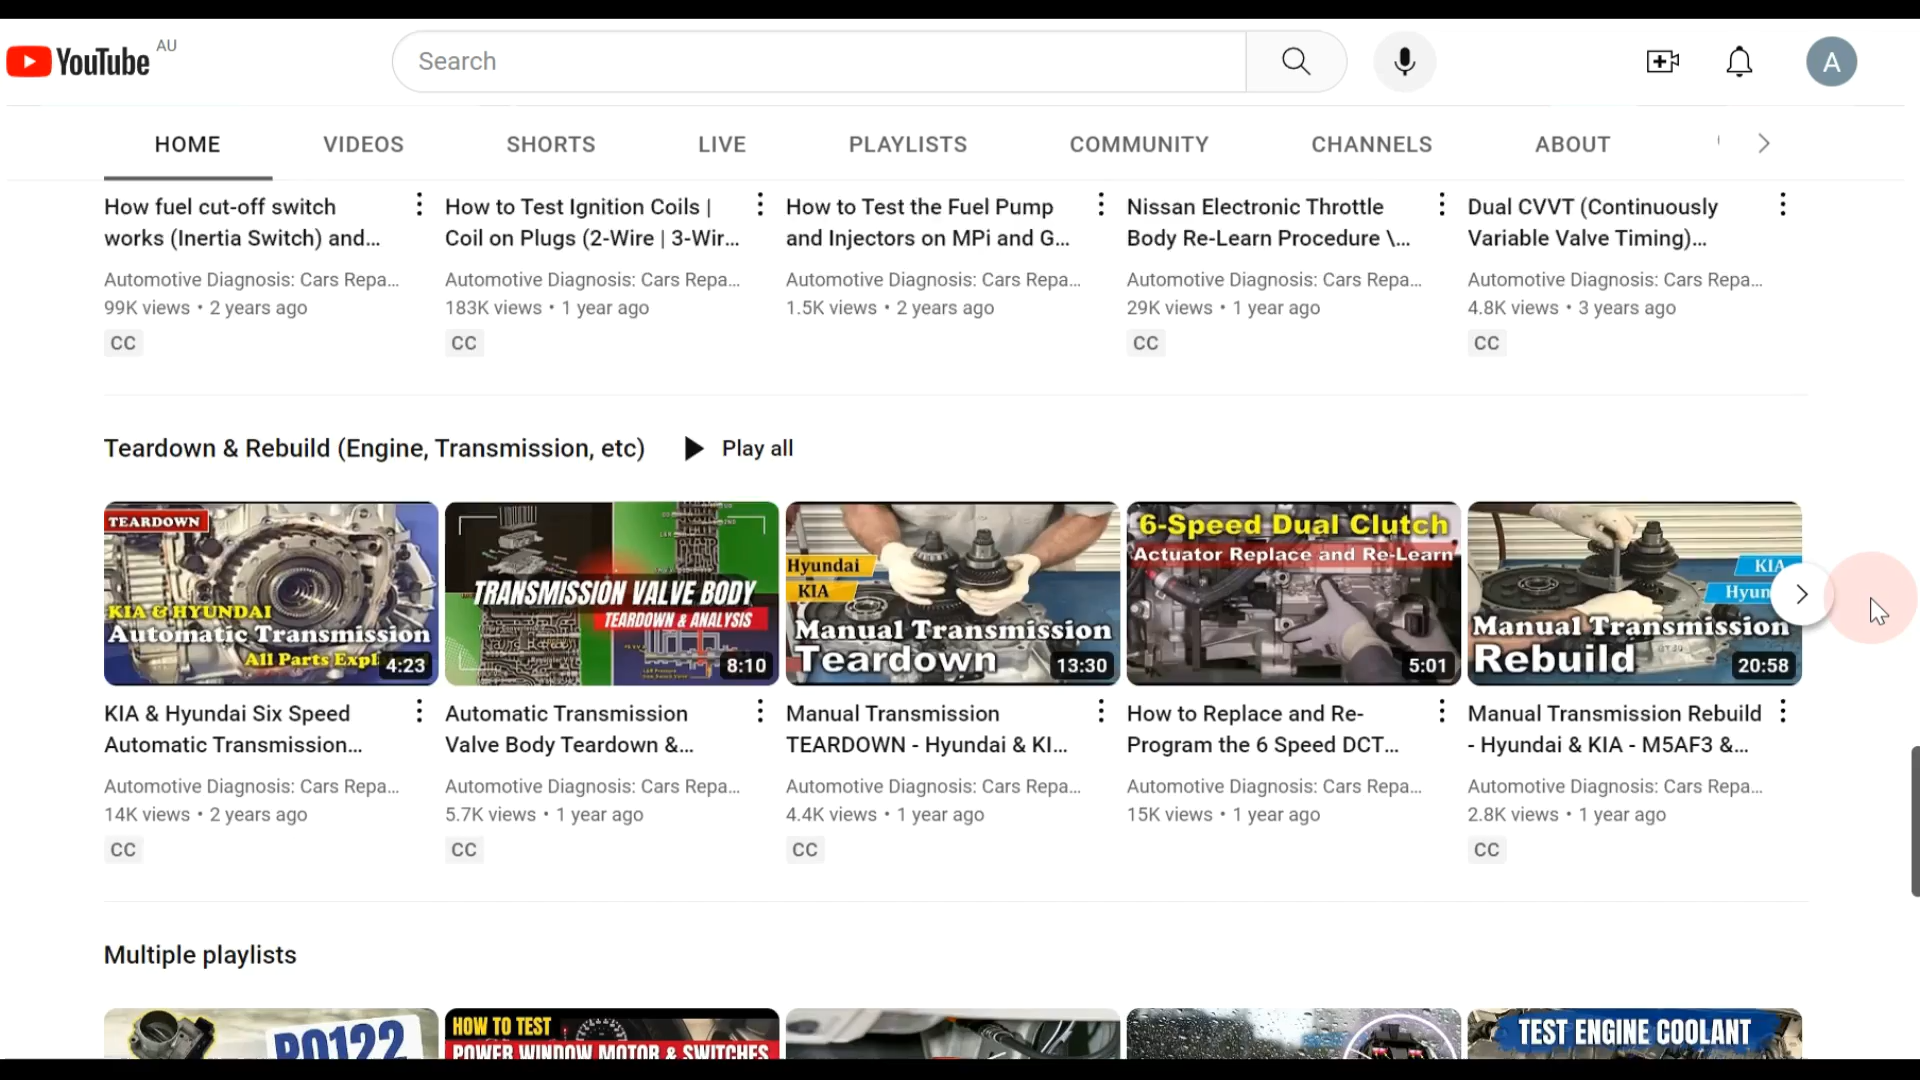 YouTube AU
Search
A
HOME VIDEOS SHORTS LIVE PLAYLISTS COMMUNITY CHANNELS ABOUT
How fuel cut-off switch
works (Inertia Switch) and...
Automotive Diagnosis: Cars Repa...
99K views • 2 years ago
CC
How to Test Ignition Coils |
Coil on Plugs (2-Wire | 3-Wir...
Automotive Diagnosis: Cars Repa...
183K views • 1 year ago
CC
How to Test the Fuel Pump
and Injectors on MPi and G...
Automotive Diagnosis: Cars Repa...
1.5K views • 2 years ago
Nissan Electronic Throttle
Body Re-Learn Procedure \...
Automotive Diagnosis: Cars Repa...
29K views • 1 year ago
CC
Dual CVVT (Continuously
Variable Valve Timing)...
Automotive Diagnosis: Cars Repa...
4.8K views • 3 years ago
CC
Teardown & Rebuild (Engine, Transmission, etc) Play all
TEARDOWN
KIA & HYUNDAI
Automatic Transmission
All Parts Expl
4:23
KIA & Hyundai Six Speed
Automatic Transmission...
Automotive Diagnosis: Cars Repa...
14K views • 2 years ago
CC
TRANSMISSION VALVE BODY
TEARDOWN & ANALYSIS
8:10
Automatic Transmission
Valve Body Teardown &...
Automotive Diagnosis: Cars Repa...
5.7K views • 1 year ago
CC
Hyundai
KIA
Manual Transmission
Teardown
13:30
Manual Transmission
TEARDOWN - Hyundai & KI...
Automotive Diagnosis: Cars Repa...
4.4K views • 1 year ago
CC
6-Speed Dual Clutch
Actuator Replace and Re-Learn
5:01
How to Replace and Re-
Program the 6 Speed DCT...
Automotive Diagnosis: Cars Repa...
15K views • 1 year ago
KIA
Hyun
Manual Transmission
Rebuild
20:58
Manual Transmission Rebuild
- Hyundai & KIA - M5AF3 &...
Automotive Diagnosis: Cars Repa...
2.8K views • 1 year ago
CC
Multiple playlists
P0122
HOW TO TEST
POWER WINDOW MOTOR & SWITCHES
TEST ENGINE COOLANT